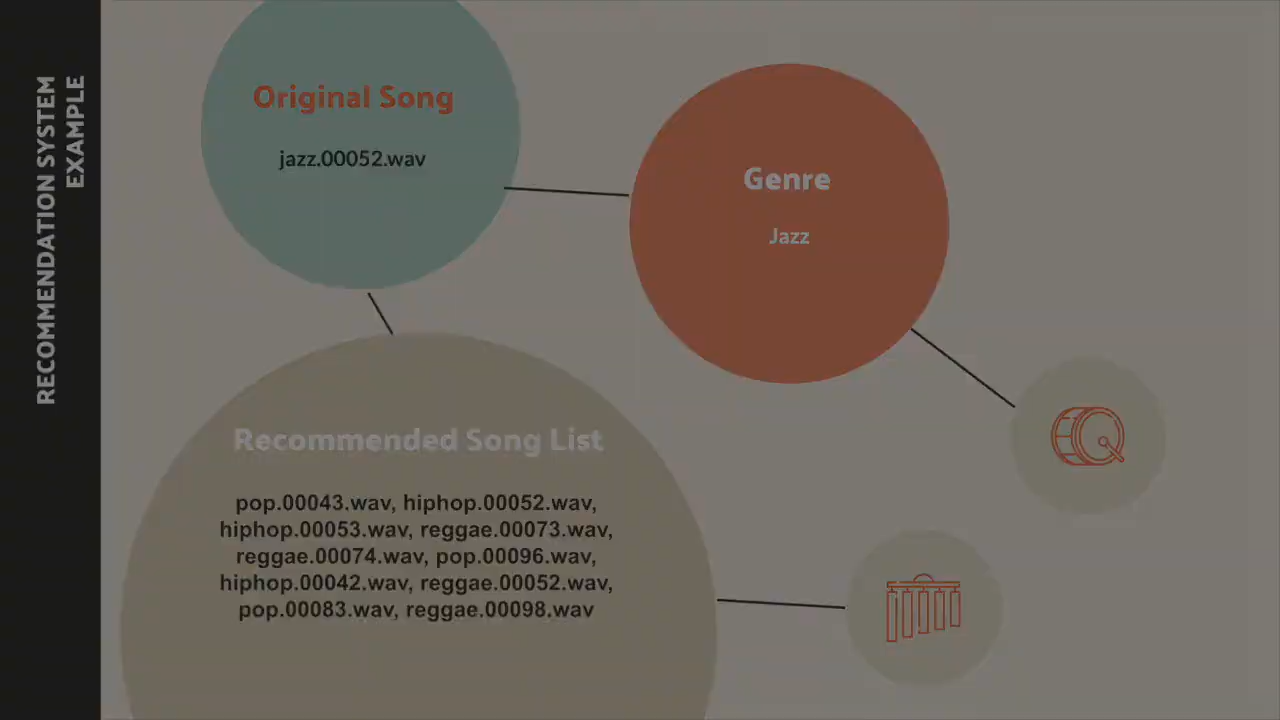 RECOMMENDATION SYSTEM
EXAMPLE
Original Song
jazz.00052.wav
Genre
Jazz
Recommended Song List
pop.00043.wav, hiphop.00052.wav,
hiphop.00053.wav, reggae.00073.wav,
reggae.00074.wav, pop.00096.wav,
hiphop.00042.wav, reggae.00052.wav,
pop.00083.wav, reggae.00098.wav